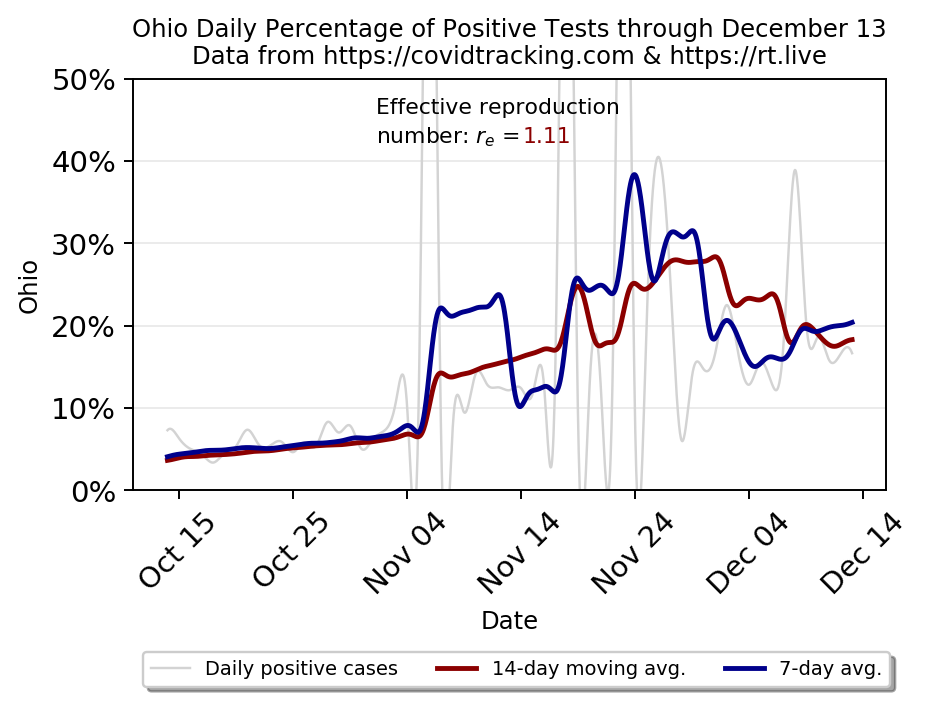 Ohio Daily Percentage of Positive Tests through December 13
Data from https://covidtracking.com & https://rt.live
Effective reproduction
number: rₑ =1.11
50%
40%
30%
20%
10%
0%
Ohio
Oct 15
Oct 25
Nov 04
Nov 14
Nov 24
Dec 04
Dec 14
Date
Daily positive cases
14-day moving avg.
7-day avg.